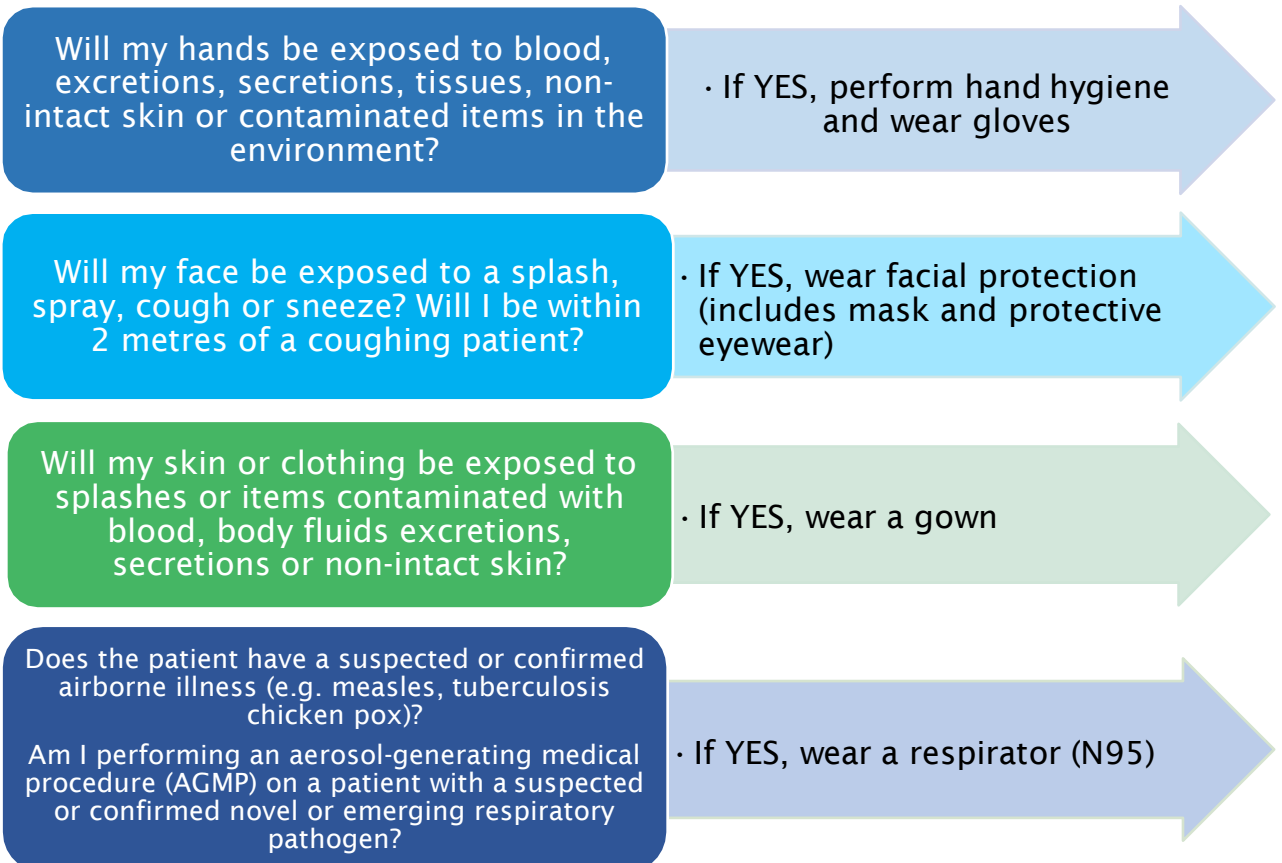 Will my hands be exposed to blood,
excretions, secretions, tissues, non-
intact skin or contaminated items in the
environment?
· If YES, perform hand hygiene
and wear gloves
Will my face be exposed to a splash,
spray, cough or sneeze? Will I be within
2 metres of a coughing patient?
· If YES, wear facial protection
(includes mask and protective
eyewear)
Will my skin or clothing be exposed to
splashes or items contaminated with
blood, body fluids excretions,
secretions or non-intact skin?
· If YES, wear a gown
Does the patient have a suspected or confirmed
airborne illness (e.g. measles, tuberculosis
chicken pox)?
Am I performing an aerosol-generating medical
procedure (AGMP) on a patient with a suspected
or confirmed novel or emerging respiratory
pathogen?
· If YES, wear a respirator (N95)